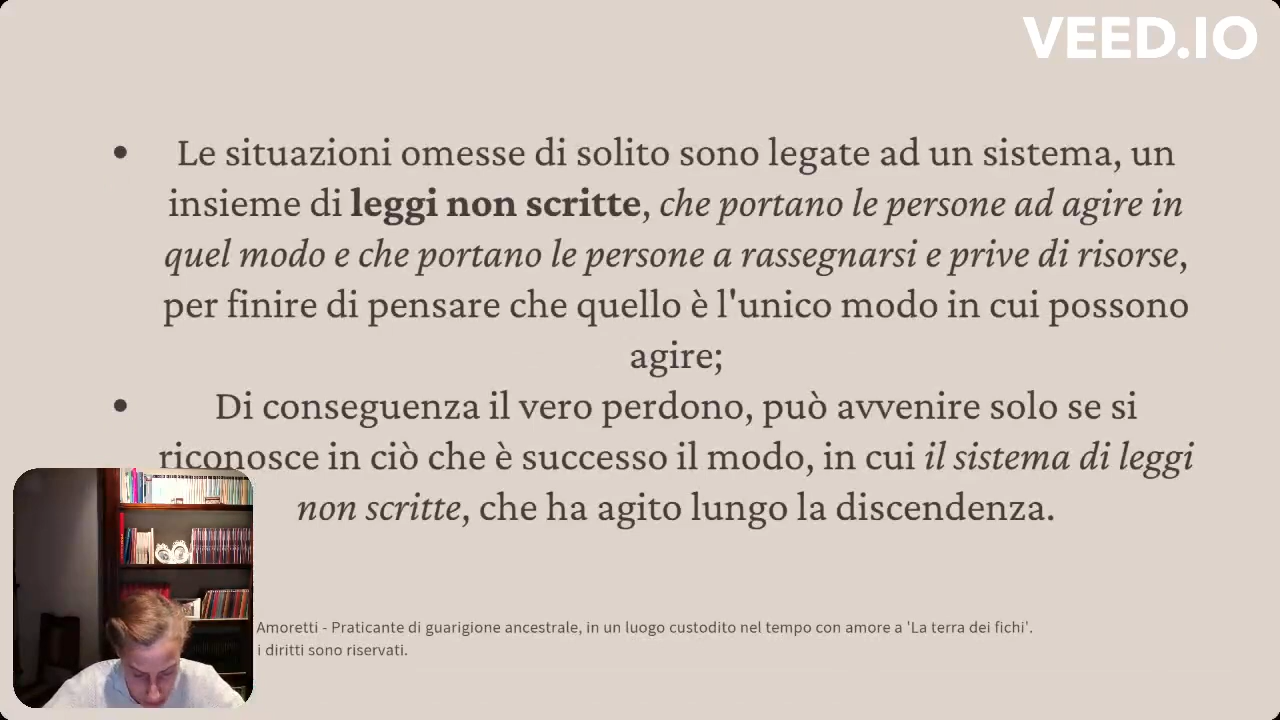 VEED.IO
• Le situazioni omesse di solito sono legate ad un sistema, un
insieme di leggi non scritte, che portano le persone ad agire in
quel modo e che portano le persone a rassegnarsi e prive di risorse,
per finire di pensare che quello è l'unico modo in cui possono
agire;
• Di conseguenza il vero perdono, può avvenire solo se si
riconosce in ciò che è successo il modo, in cui il sistema di leggi
non scritte, che ha agito lungo la discendenza.
Amoretti - Praticante di guarigione ancestrale, in un luogo custodito nel tempo con amore a 'La terra dei fichi'.
i diritti sono riservati.